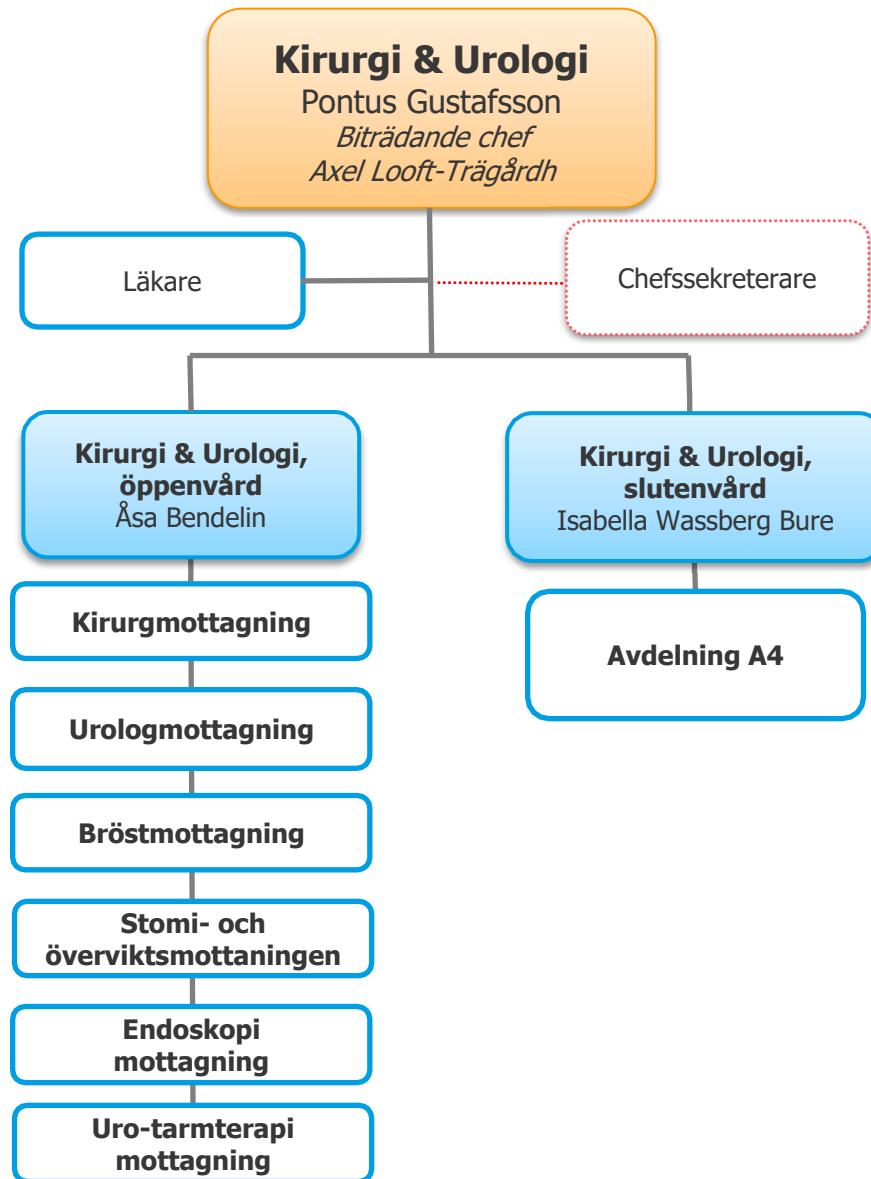 Kirurgi & Urologi
Pontus Gustafsson
Biträdande chef
Axel Looft-Trägårdh
Läkare
Chefssekreterare
Kirurgi & Urologi,
öppenvård
Åsa Bendelin
Kirurgi & Urologi,
slutenvård
Isabella Wassberg Bure
Kirurgmottagning
Avdelning A4
Urologmottagning
Bröstmottagning
Stomi- och
överviktsmottaningen
Endoskopi
mottagning
Uro-tarmterapi
mottagning